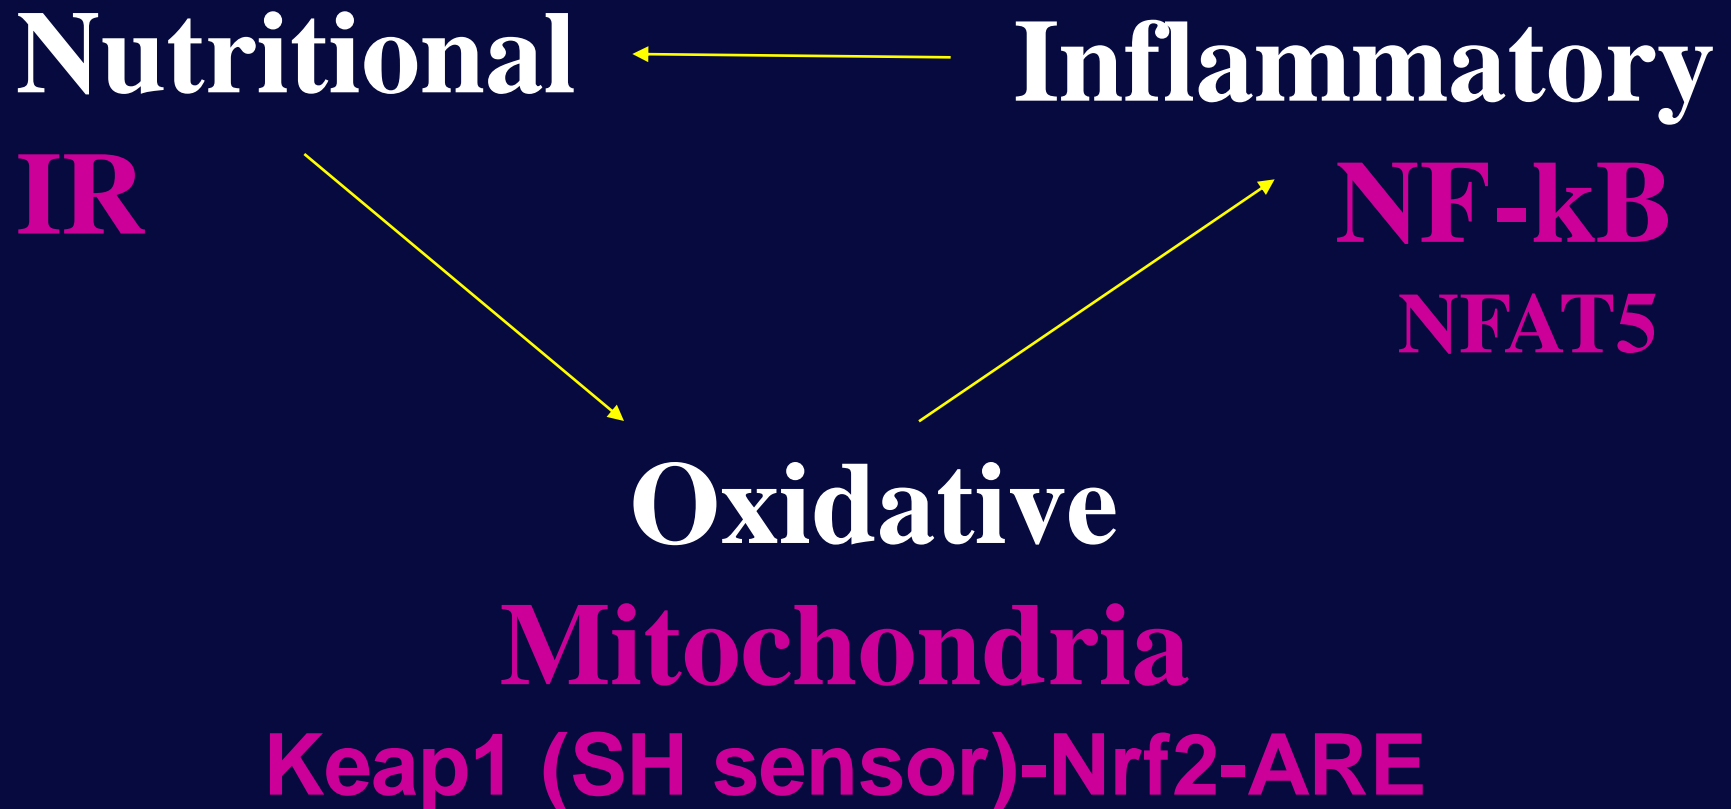 Nutritional
Inflammatory
IR
NF-kB
NFAT5
Oxidative
Mitochondria
Keap1 (SH sensor)-Nrf2-ARE